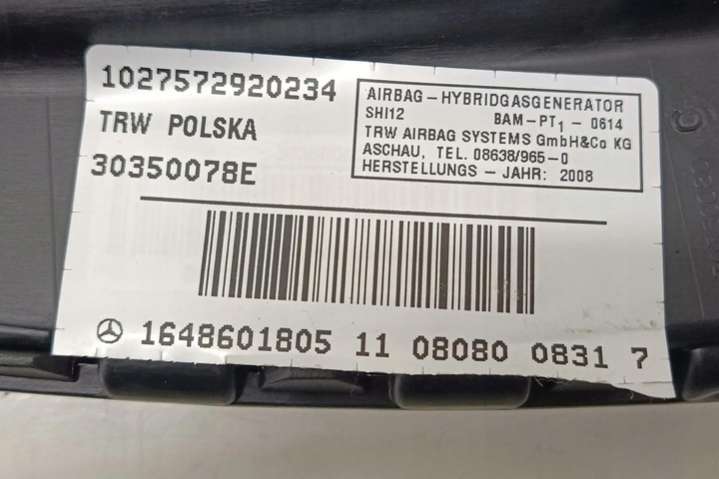 1027572920234
TRW POLSKA
30350078E
AIRBAG-HYBRIDGASGENERATOR
SHI12 BAM-PT1-0614
TRW AIRBAG SYSTEMS GmbH&Co KG
ASCHAU, TEL. 08638/965-0
HERSTELLUNGS-JAHR: 2008
1648601805 11 08080 0831 7